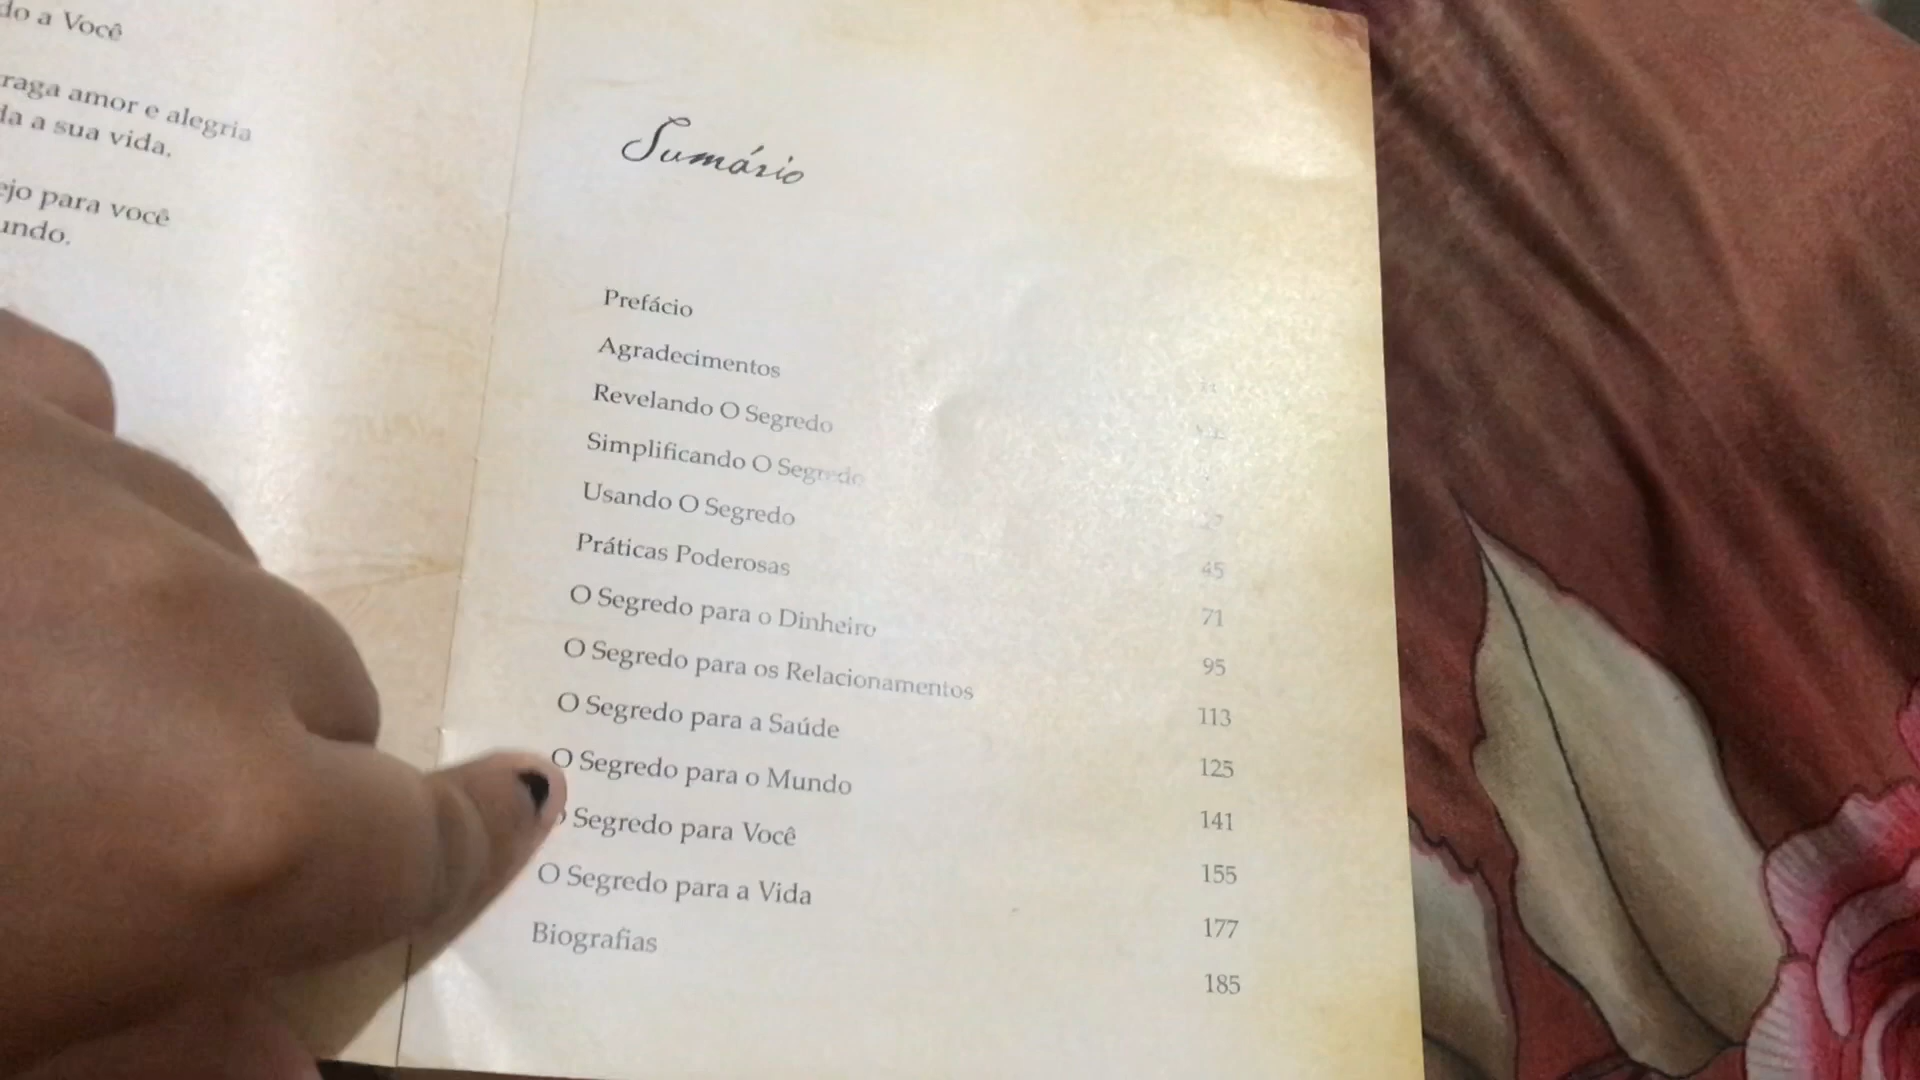 do a Você
raga amor e alegria
da a sua vida.
ejo para você
undo.
Sumário
Prefácio
Agradecimentos
Revelando O Segredo
Simplificando O Segredo
Usando O Segredo
Práticas Poderosas 45
O Segredo para o Dinheiro 71
O Segredo para os Relacionamentos 95
O Segredo para a Saúde 113
O Segredo para o Mundo 125
Segredo para Você 141
O Segredo para a Vida 155
Biografias 177
185